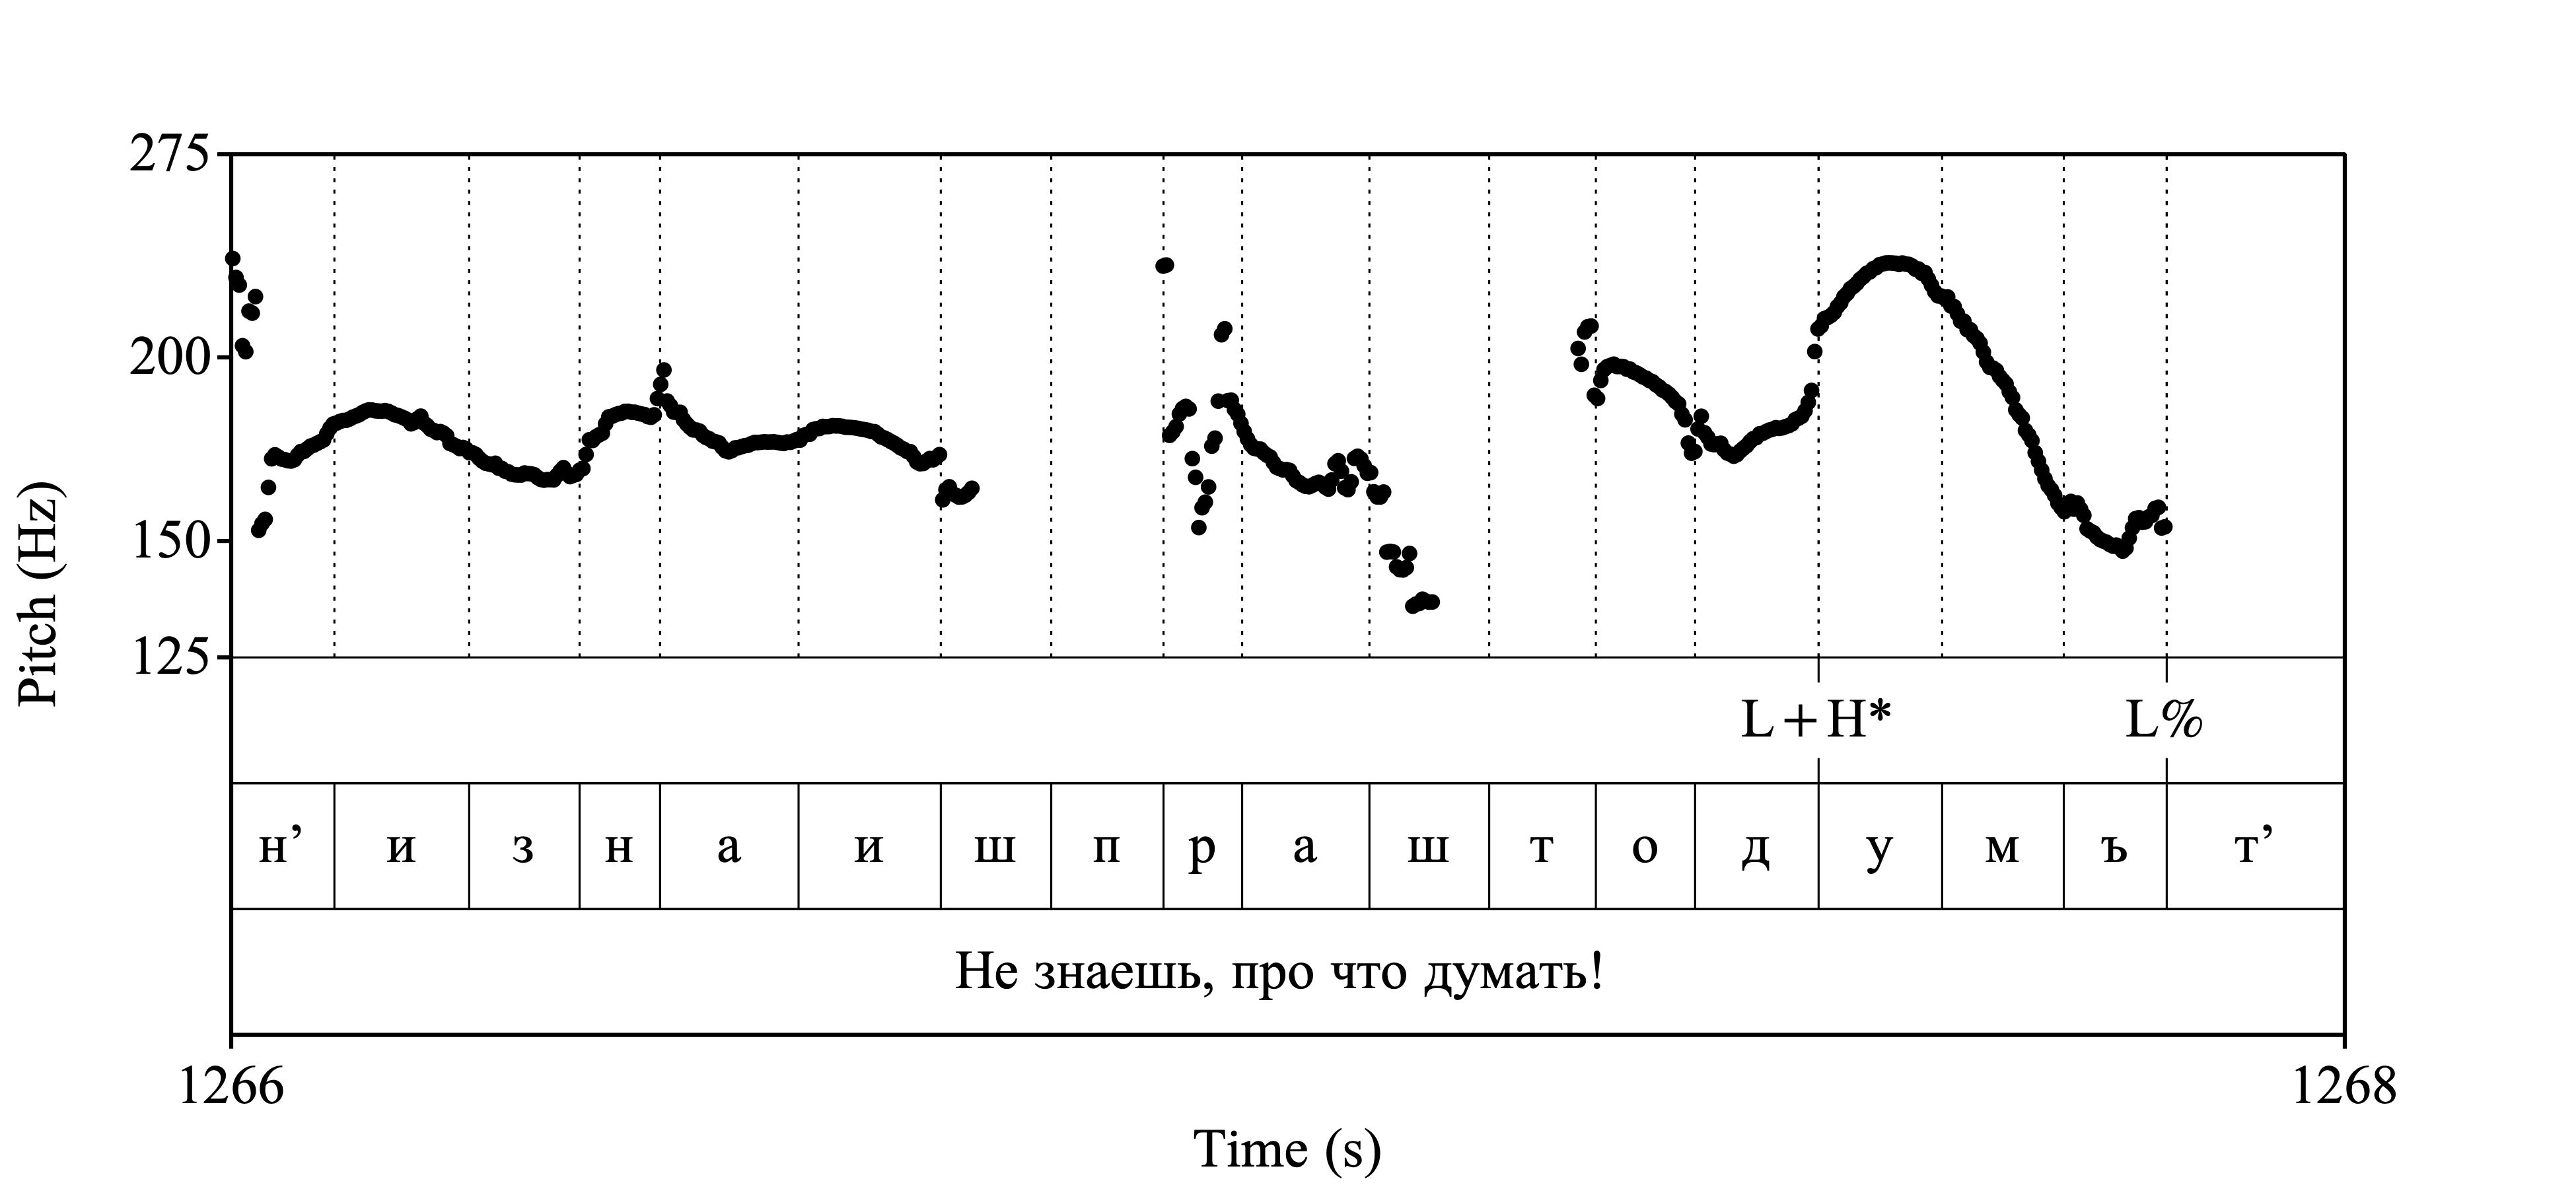 275
200
150
125
Pitch (Hz)
L+H* L%
н’ и з н а и ш п р а ш т о д у м ъ т’
Не знаешь, про что думать!
1266 1268
Time (s)